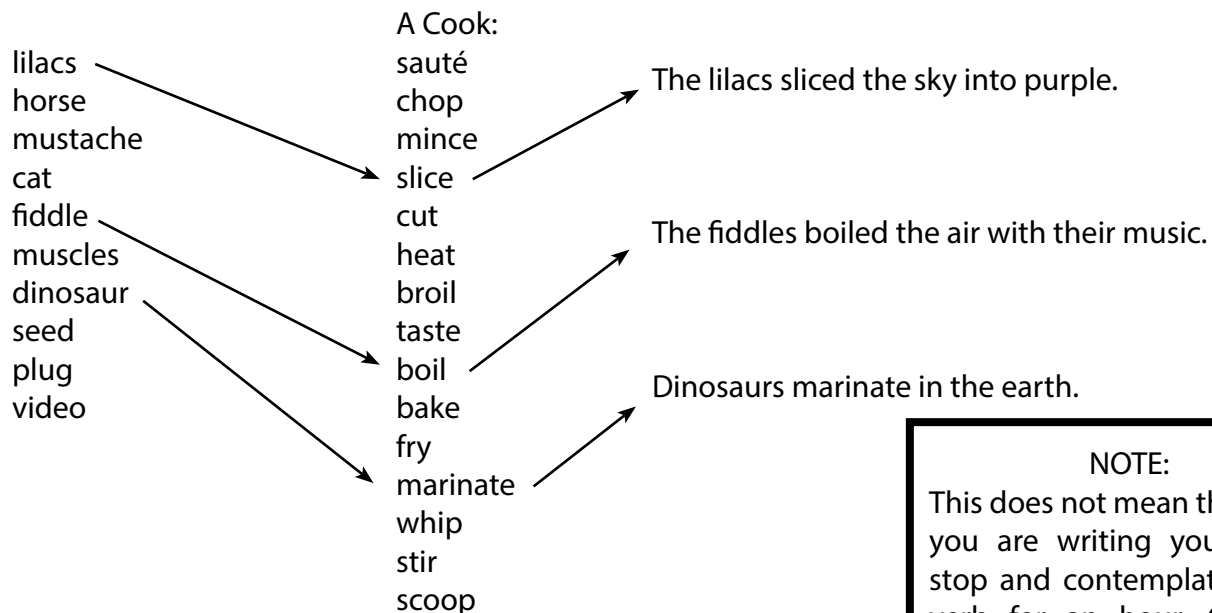 lilacs
horse
mustache
cat
fiddle
muscles
dinosaur
seed
plug
video
A Cook:
sauté
chop
mince
slice
cut
heat
broil
taste
boil
bake
fry
marinate
whip
stir
scoop
The lilacs sliced the sky into purple.
The fiddles boiled the air with their music.
Dinosaurs marinate in the earth.
NOTE:
This does not mean
you are writing
stop and
verb for an hour